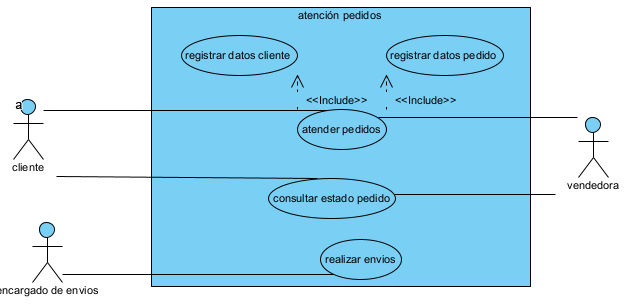 atención pedidos
registrar datos cliente
registrar datos pedido
<<Include>>
<<Include>>
a
atender pedidos
cliente
vendedora
consultar estado pedido
realizar envios
encargado de envios